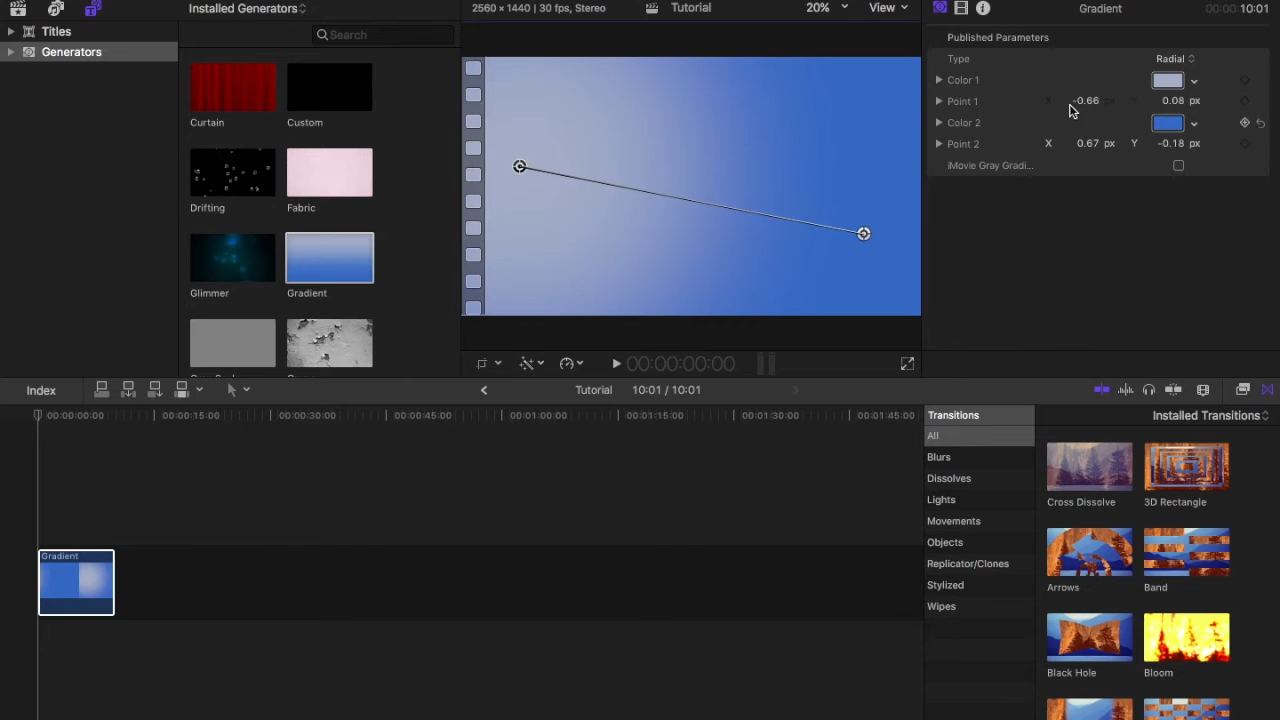 Installed Generators
2560 × 1440 | 30 fps, Stereo
Tutorial
20%
View
Gradient
00:00:10:01
Titles
Generators
Search
Curtain
Custom
Drifting
Fabric
Glimmer
Gradient
Published Parameters
Type
Radial
Color 1
Point 1
X
-0.66 px
Y
0.08 px
Color 2
Point 2
X
0.67 px
Y
-0.18 px
iMovie Gray Gradi...
00:00:00:00
Index
Tutorial
10:01 / 10:01
00:00:00:00
00:00:15:00
00:00:30:00
00:00:45:00
00:01:00:00
00:01:15:00
00:01:30:00
00:01:45:00
Gradient
Transitions
Installed Transitions
All
Blurs
Dissolves
Lights
Movements
Objects
Replicator/Clones
Stylized
Wipes
Cross Dissolve
3D Rectangle
Arrows
Band
Black Hole
Bloom